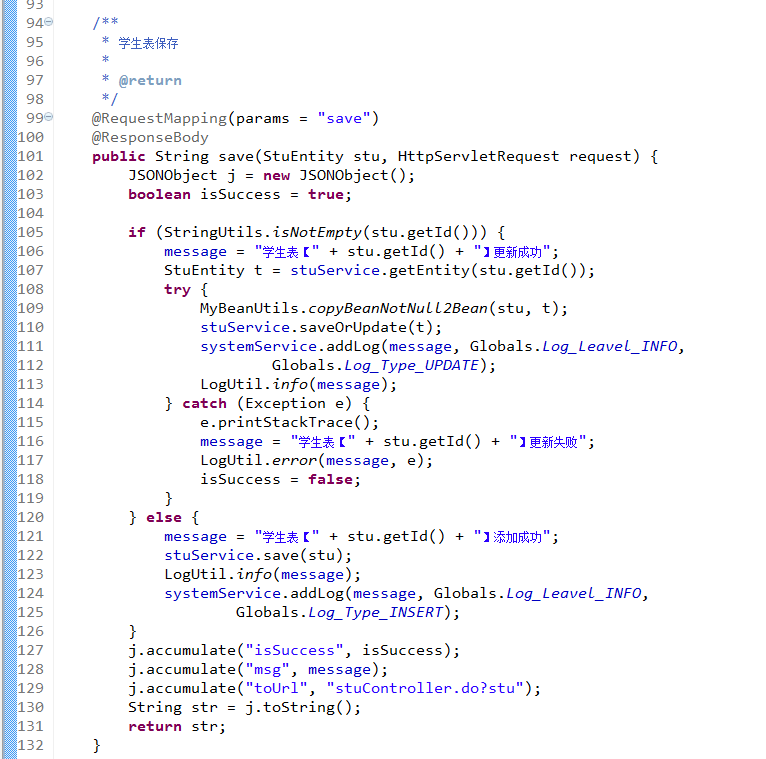 93
94 /**
95 * 学生表保存
96 *
97 * @return
98 */
99 @RequestMapping(params = "save")
100 @ResponseBody
101 public String save(StuEntity stu, HttpServletRequest request) {
102 JSONObject j = new JSONObject();
103 boolean isSuccess = true;
104
105 if (StringUtils.isNotEmpty(stu.getId())) {
106 message = "学生表【" + stu.getId() + "】更新成功";
107 StuEntity t = stuService.getEntity(stu.getId());
108 try {
109 MyBeanUtils.copyBeanNotNull2Bean(stu, t);
110 stuService.saveOrUpdate(t);
111 systemService.addLog(message, Globals.Log_Leavel_INFO,
112 Globals.Log_Type_UPDATE);
113 LogUtil.info(message);
114 } catch (Exception e) {
115 e.printStackTrace();
116 message = "学生表【" + stu.getId() + "】更新失败";
117 LogUtil.error(message, e);
118 isSuccess = false;
119 }
120 } else {
121 message = "学生表【" + stu.getId() + "】添加成功";
122 stuService.save(stu);
123 LogUtil.info(message);
124 systemService.addLog(message, Globals.Log_Leavel_INFO,
125 Globals.Log_Type_INSERT);
126 }
127 j.accumulate("isSuccess", isSuccess);
128 j.accumulate("msg", message);
129 j.accumulate("toUrl", "stuController.do?stu");
130 String str = j.toString();
131 return str;
132 }